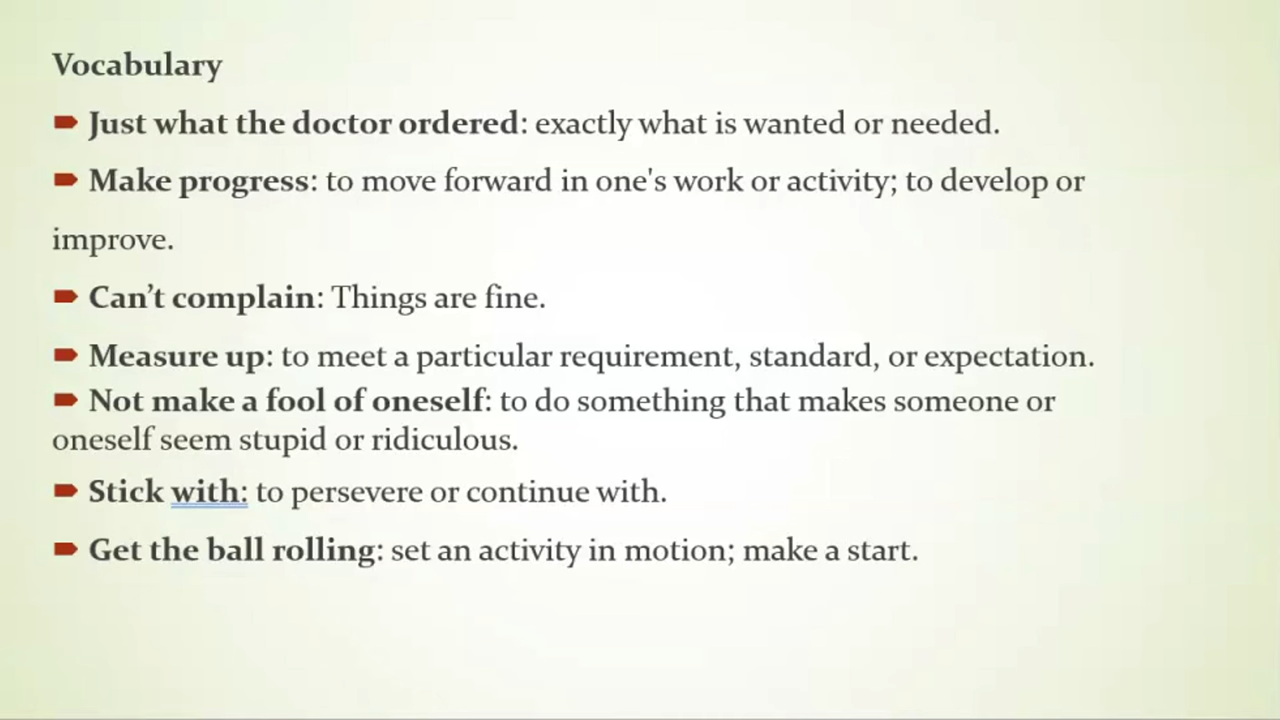 Vocabulary
Just what the doctor ordered: exactly what is wanted or needed.
Make progress: to move forward in one's work or activity; to develop or
improve.
Can’t complain: Things are fine.
Measure up: to meet a particular requirement, standard, or expectation.
Not make a fool of oneself: to do something that makes someone or
oneself seem stupid or ridiculous.
Stick with: to persevere or continue with.
Get the ball rolling: set an activity in motion; make a start.